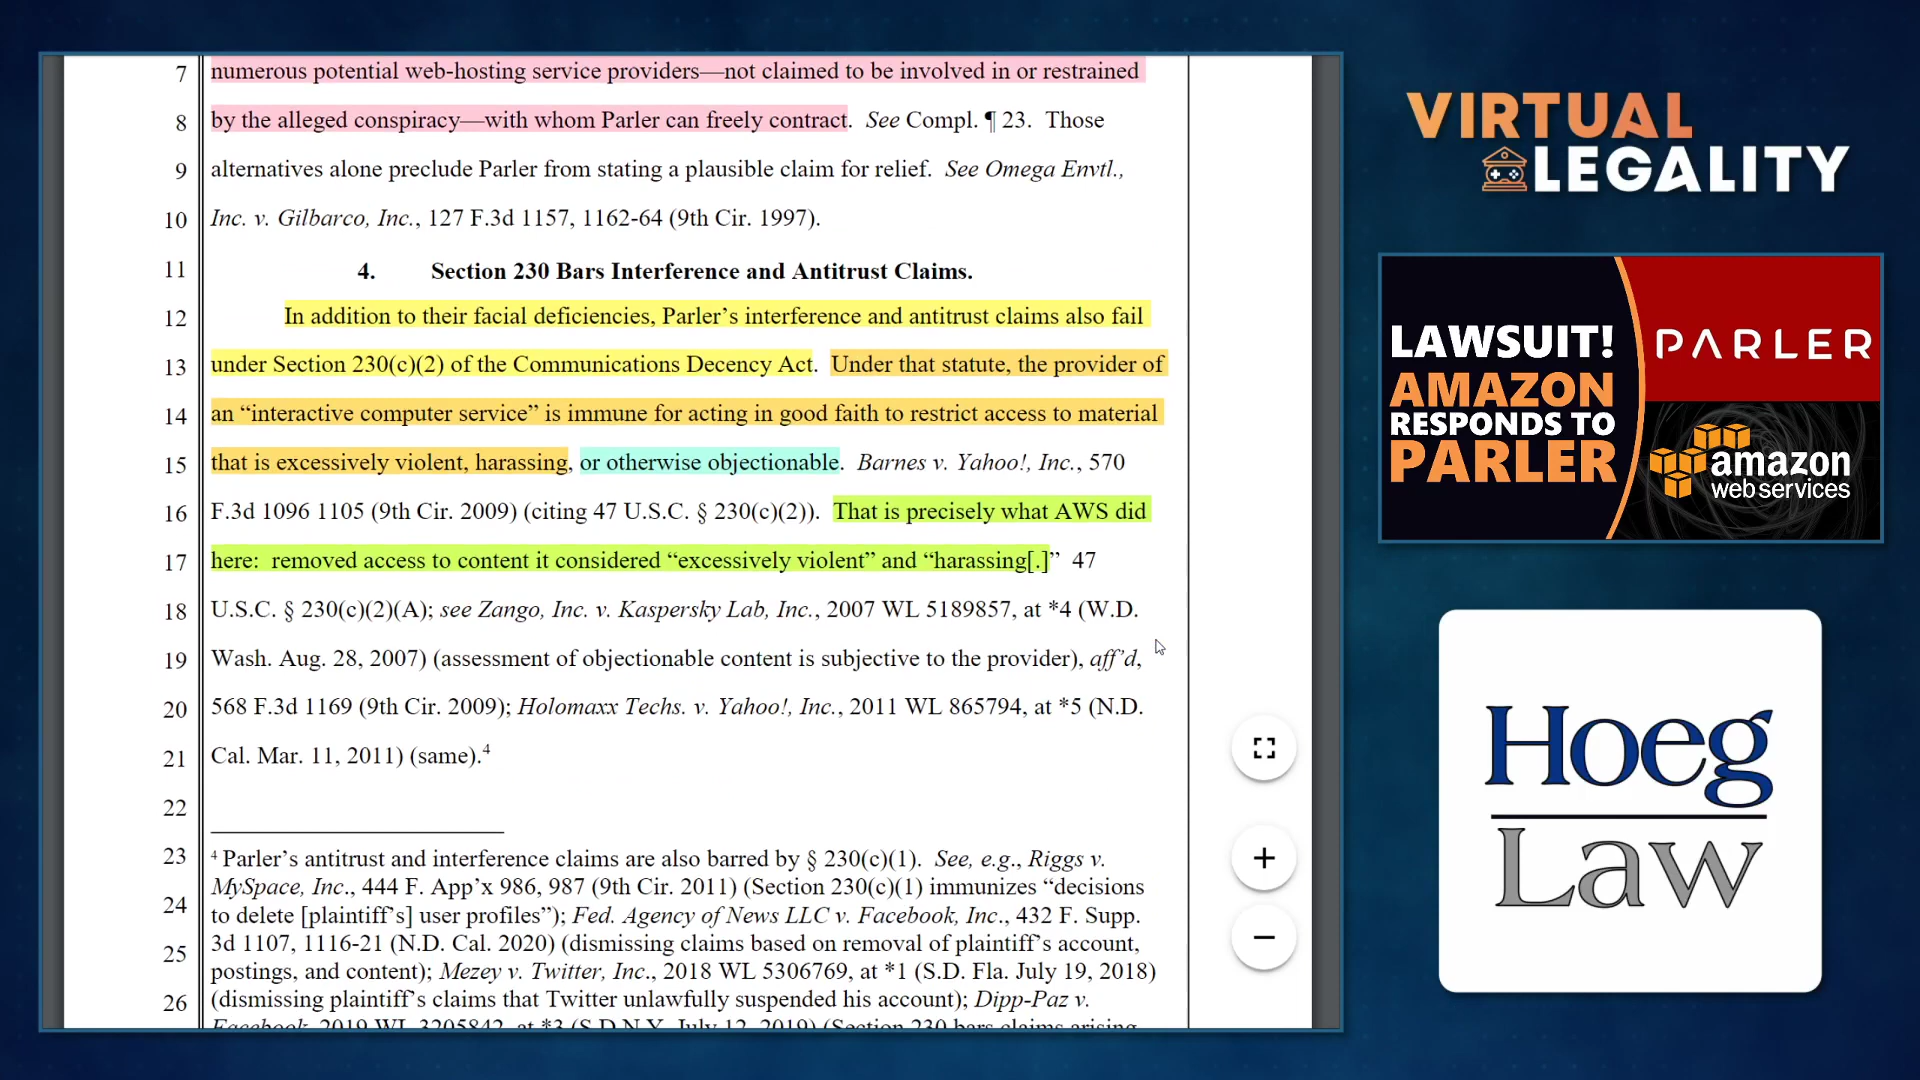 7 numerous potential web-hosting service providers—not claimed to be involved in or restrained
8 by the alleged conspiracy—with whom Parler can freely contract. See Compl. ¶ 23. Those
9 alternatives alone preclude Parler from stating a plausible claim for relief. See Omega Envtl.,
10 Inc. v. Gilbarco, Inc., 127 F.3d 1157, 1162-64 (9th Cir. 1997).
11 4. Section 230 Bars Interference and Antitrust Claims.
12 In addition to their facial deficiencies, Parler’s interference and antitrust claims also fail
13 under Section 230(c)(2) of the Communications Decency Act. Under that statute, the provider of
14 an “interactive computer service” is immune for acting in good faith to restrict access to material
15 that is excessively violent, harassing, or otherwise objectionable. Barnes v. Yahoo!, Inc., 570
16 F.3d 1096 1105 (9th Cir. 2009) (citing 47 U.S.C. § 230(c)(2)). That is precisely what AWS did
17 here: removed access to content it considered “excessively violent” and “harassing[.]” 47
18 U.S.C. § 230(c)(2)(A); see Zango, Inc. v. Kaspersky Lab, Inc., 2007 WL 5189857, at *4 (W.D.
19 Wash. Aug. 28, 2007) (assessment of objectionable content is subjective to the provider), aff’d,
20 568 F.3d 1169 (9th Cir. 2009); Holomaxx Techs. v. Yahoo!, Inc., 2011 WL 865794, at *5 (N.D.
21 Cal. Mar. 11, 2011) (same).4
22
23 4 Parler’s antitrust and interference claims are also barred by § 230(c)(1). See, e.g., Riggs v.
MySpace, Inc., 444 F. App’x 986, 987 (9th Cir. 2011) (Section 230(c)(1) immunizes “decisions
24 to delete [plaintiff’s] user profiles”); Fed. Agency of News LLC v. Facebook, Inc., 432 F. Supp.
3d 1107, 1116-21 (N.D. Cal. 2020) (dismissing claims based on removal of plaintiff’s account,
25 postings, and content); Mezey v. Twitter, Inc., 2018 WL 5306769, at *1 (S.D. Fla. July 19, 2018)
26 (dismissing plaintiff’s claims that Twitter unlawfully suspended his account); Dipp-Paz v.
Facebook, 2019 WL 3205842, at *3 (S.D.N.Y. July 12, 2019) (Section 230 bars claims arising
VIRTUAL
LEGALITY
LAWSUIT!
AMAZON
RESPONDS TO
PARLER
PARLER
amazon
web services
Hoeg
Law